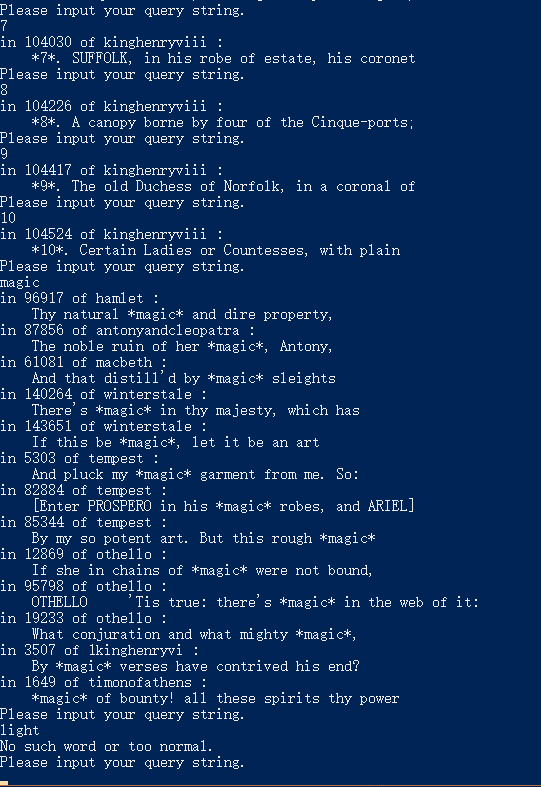 Please input your query string.
7
in 104030 of kinghenryviii :
    *7*. SUFFOLK, in his robe of estate, his coronet
Please input your query string.
8
in 104226 of kinghenryviii :
    *8*. A canopy borne by four of the Cinque-ports;
Please input your query string.
9
in 104417 of kinghenryviii :
    *9*. The old Duchess of Norfolk, in a coronal of
Please input your query string.
10
in 104524 of kinghenryviii :
    *10*. Certain Ladies or Countesses, with plain
Please input your query string.
magic
in 96917 of hamlet :
    Thy natural *magic* and dire property,
in 87856 of antonyandcleopatra :
    The noble ruin of her *magic*, Antony,
in 61081 of macbeth :
    And that distill'd by *magic* sleights
in 140264 of winterstale :
    There's *magic* in thy majesty, which has
in 143651 of winterstale :
    If this be *magic*, let it be an art
in 5303 of tempest :
    And pluck my *magic* garment from me. So:
in 82884 of tempest :
    [Enter PROSPERO in his *magic* robes, and ARIEL]
in 85344 of tempest :
    By my so potent art. But this rough *magic*
in 12869 of othello :
    If she in chains of *magic* were not bound,
in 95798 of othello :
    OTHELLO     'Tis true: there's *magic* in the web of it:
in 19233 of othello :
    What conjuration and what mighty *magic*,
in 3507 of 1kinghenryvi :
    By *magic* verses have contrived his end?
in 1649 of timonofathens :
    *magic* of bounty! all these spirits thy power
Please input your query string.
light
No such word or too normal.
Please input your query string.